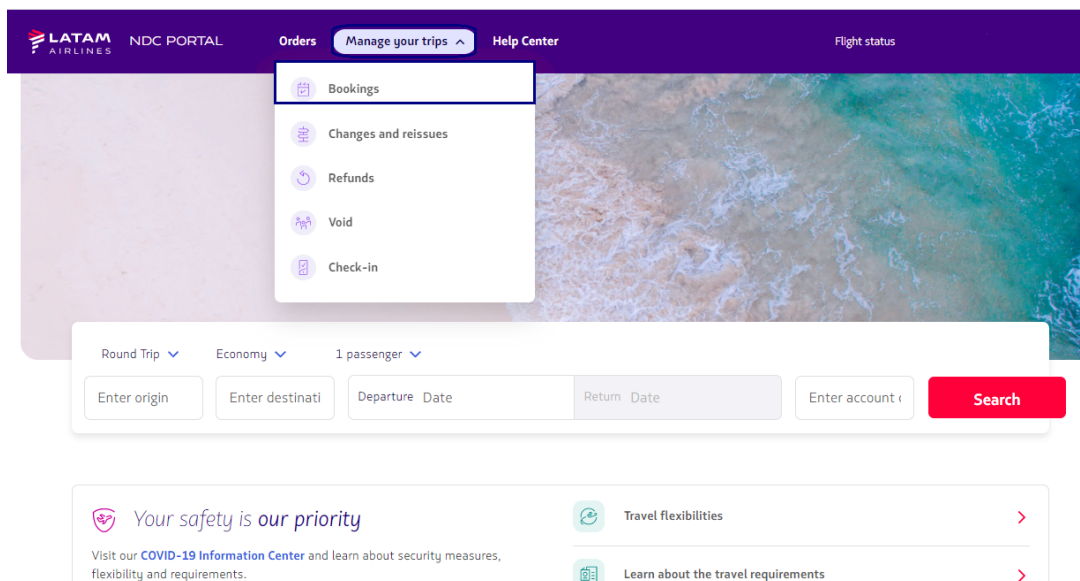 LATAM
AIRLINES
NDC PORTAL
Orders
Manage your trips
Help Center
Flight status
Bookings
Changes and reissues
Refunds
Void
Check-in
Round Trip
Economy
1 passenger
Enter origin
Enter destinati
Departure Date
Return Date
Enter account
Search
Your safety is our priority
Visit our COVID-19 Information Center and learn about security measures,
flexibility and requirements.
Travel flexibilities
Learn about the travel requirements